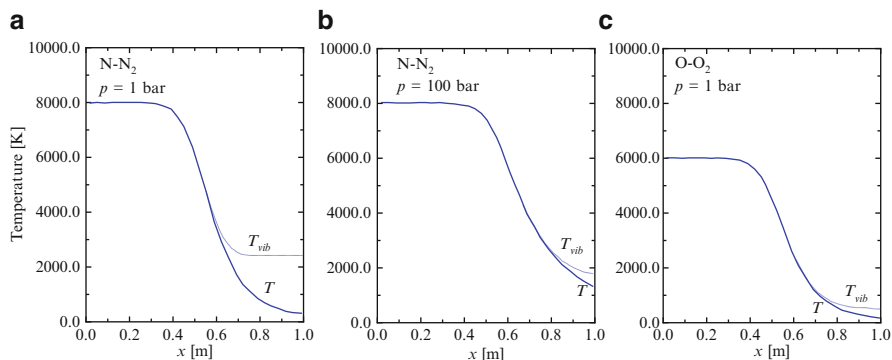 a
10000.0
8000.0
6000.0
4000.0
2000.0
0.0
Temperature [K]
N-N₂
p = 1 bar
T_vib
T
0.0 0.2 0.4 0.6 0.8 1.0
x [m]
b
10000.0
8000.0
6000.0
4000.0
2000.0
0.0
N-N₂
p = 100 bar
T_vib
T
0.0 0.2 0.4 0.6 0.8 1.0
x [m]
c
10000.0
8000.0
6000.0
4000.0
2000.0
0.0
O-O₂
p = 1 bar
T_vib
T
0.0 0.2 0.4 0.6 0.8 1.0
x [m]